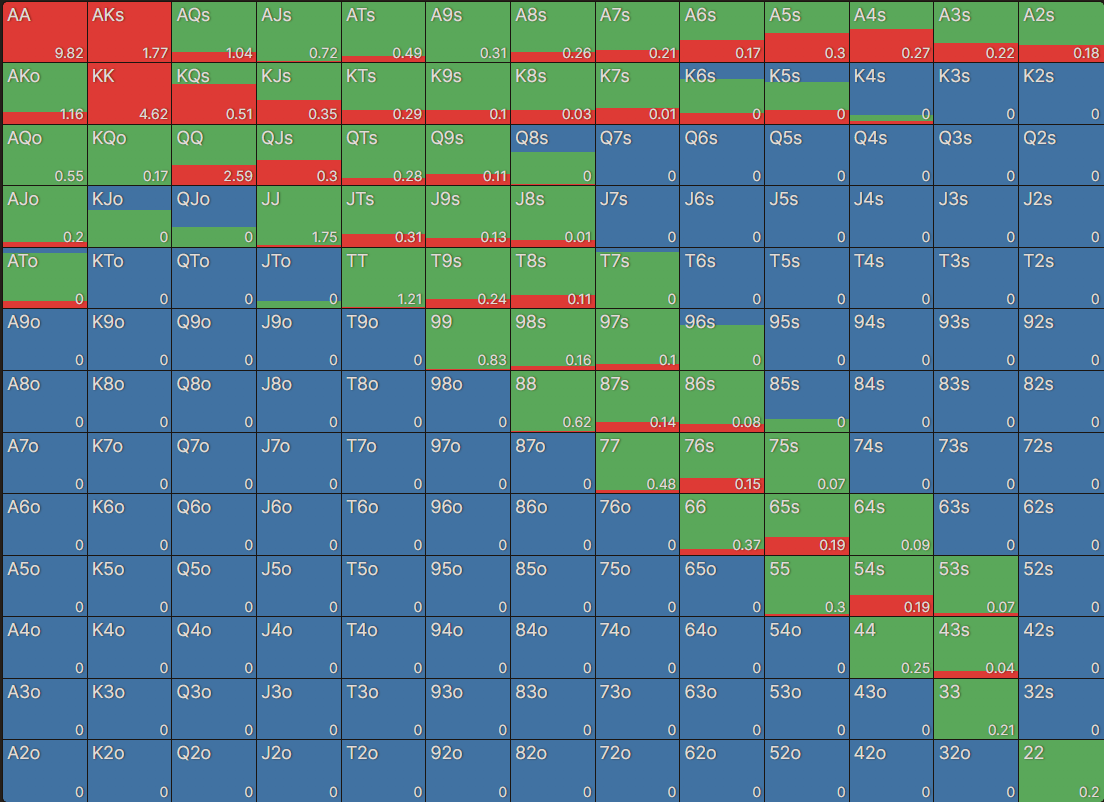 AA AKs AQs AJs ATs A9s A8s A7s A6s A5s A4s A3s A2s
9.82 1.77 1.04 0.72 0.49 0.31 0.26 0.21 0.17 0.3 0.27 0.22 0.18
AKo KK KQs KJs KTs K9s K8s K7s K6s K5s K4s K3s K2s
1.16 4.62 0.51 0.35 0.29 0.1 0.03 0.01 0 0 0 0 0
AQo KQo QQ QJs QTs Q9s Q8s Q7s Q6s Q5s Q4s Q3s Q2s
0.55 0.17 2.59 0.3 0.28 0.11 0 0 0 0 0 0 0
AJo KJo QJo JJ JTs J9s J8s J7s J6s J5s J4s J3s J2s
0.2 0 0 1.75 0.31 0.13 0.01 0 0 0 0 0 0
ATo KTo QTo JTo TT T9s T8s T7s T6s T5s T4s T3s T2s
0 0 0 0 1.21 0.24 0.11 0 0 0 0 0 0
A9o K9o Q9o J9o T9o 99 98s 97s 96s 95s 94s 93s 92s
0 0 0 0 0 0.83 0.16 0.1 0 0 0 0 0
A8o K8o Q8o J8o T8o 98o 88 87s 86s 85s 84s 83s 82s
0 0 0 0 0 0 0.62 0.14 0.08 0 0 0 0
A7o K7o Q7o J7o T7o 97o 87o 77 76s 75s 74s 73s 72s
0 0 0 0 0 0 0 0.48 0.15 0.07 0 0 0
A6o K6o Q6o J6o T6o 96o 86o 76o 66 65s 64s 63s 62s
0 0 0 0 0 0 0 0 0.37 0.19 0.09 0 0
A5o K5o Q5o J5o T5o 95o 85o 75o 65o 55 54s 53s 52s
0 0 0 0 0 0 0 0 0 0.3 0.19 0.07 0
A4o K4o Q4o J4o T4o 94o 84o 74o 64o 54o 44 43s 42s
0 0 0 0 0 0 0 0 0 0 0.25 0.04 0
A3o K3o Q3o J3o T3o 93o 83o 73o 63o 53o 43o 33 32s
0 0 0 0 0 0 0 0 0 0 0 0.21 0
A2o K2o Q2o J2o T2o 92o 82o 72o 62o 52o 42o 32o 22
0 0 0 0 0 0 0 0 0 0 0 0 0.2